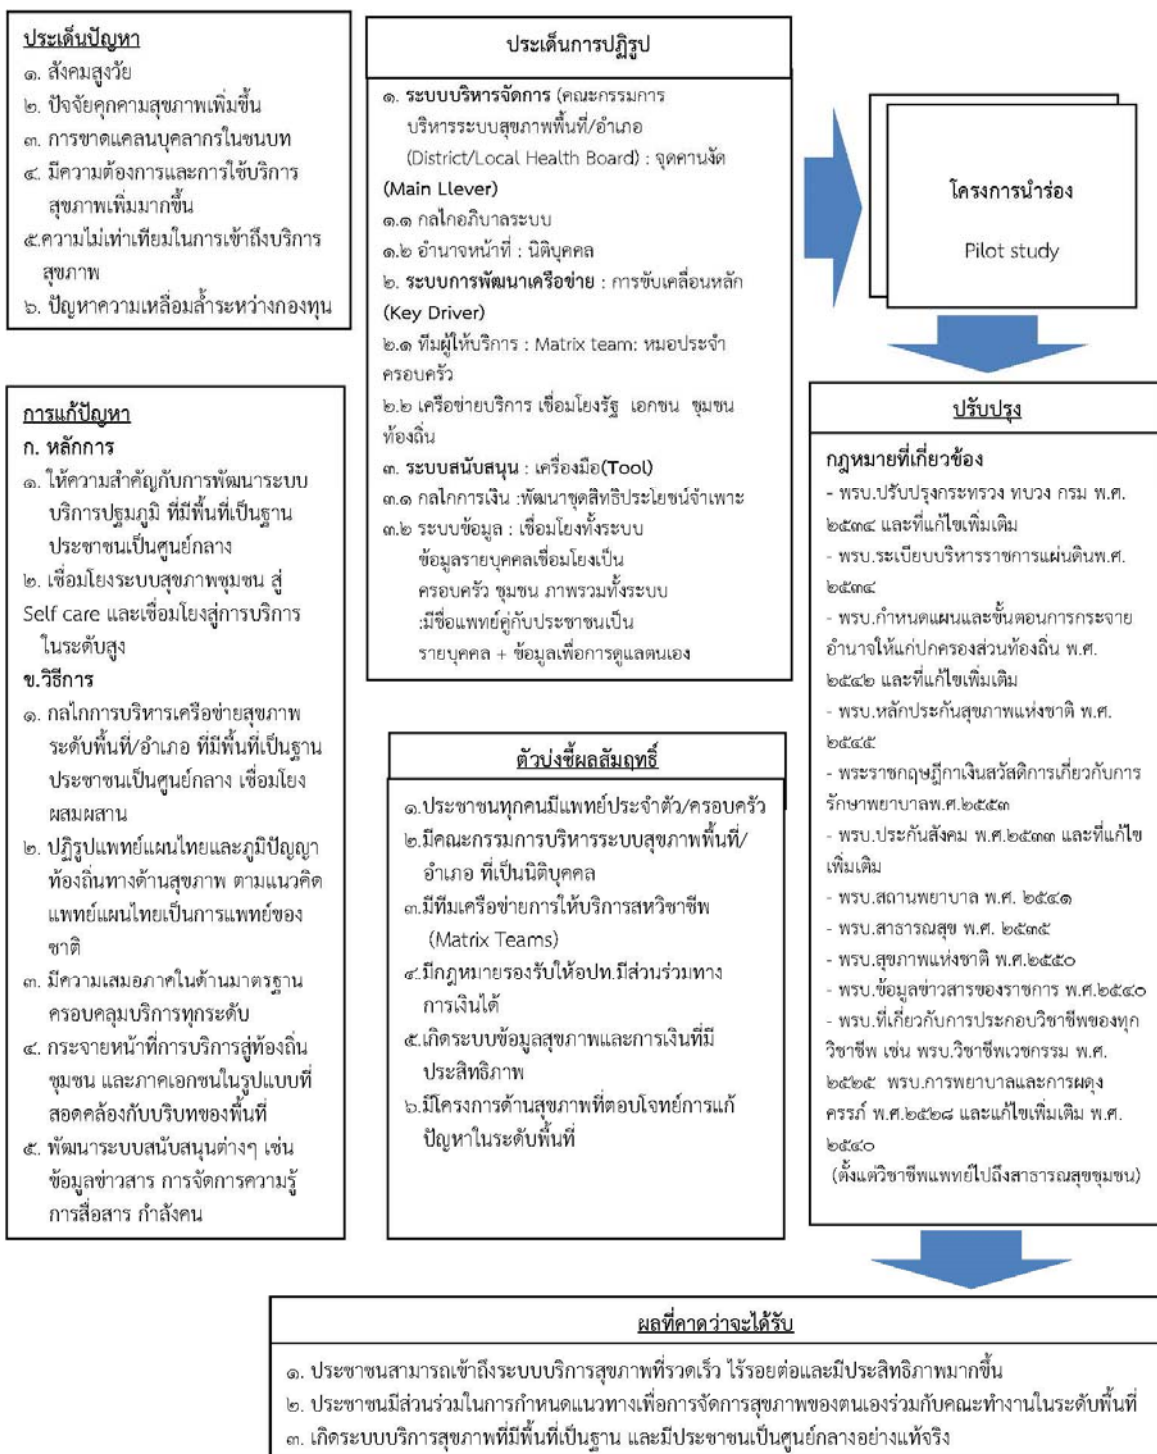 ประเด็นปัญหา
๑. สังคมสูงวัย
๒. ปัจจัยคุกคามสุขภาพเพิ่มขึ้น
๓. การขาดแคลนบุคลากรในชนบท
๔. มีความต้องการและการใช้บริการ
สุขภาพเพิ่มมากขึ้น
๕.ความไม่เท่าเทียมในการเข้าถึงบริการ
สุขภาพ
๖. ปัญหาความเหลื่อมล้ำระหว่างกองทุน
การแก้ปัญหา
ก. หลักการ
๑. ให้ความสำคัญกับการพัฒนาระบบ
บริการปฐมภูมิ ที่มีพื้นที่เป็นฐาน
ประชาชนเป็นศูนย์กลาง
๒. เชื่อมโยงระบบสุขภาพชุมชน สู่
Self care และเชื่อมโยงสู่การบริการ
ในระดับสูง
ข.วิธีการ
๑. กลไกการบริหารเครือข่ายสุขภาพ
ระดับพื้นที่/อำเภอ ที่มีพื้นที่เป็นฐาน
ประชาชนเป็นศูนย์กลาง เชื่อมโยง
ผสมผสาน
๒. ปฏิรูปแพทย์แผนไทยและภูมิปัญญา
ท้องถิ่นทางด้านสุขภาพ ตามแนวคิด
แพทย์แผนไทยเป็นการแพทย์ของ
ชาติ
๓. มีความเสมอภาคในด้านมาตรฐาน
ครอบคลุมบริการทุกระดับ
๔. กระจายหน้าที่การบริการสู่ท้องถิ่น
ชุมชน และภาคเอกชนในรูปแบบที่
สอดคล้องกับบริบทของพื้นที่
๕. พัฒนาระบบสนับสนุนต่างๆ เช่น
ข้อมูลข่าวสาร การจัดการความรู้
การสื่อสาร กำลังคน
ประเด็นการปฏิรูป
๑. ระบบบริหารจัดการ (คณะกรรมการ
บริหารระบบสุขภาพพื้นที่/อำเภอ
(District/Local Health Board) : จุดคานงัด
(Main Llever)
๑.๑ กลไกอภิบาลระบบ
๑.๒ อำนาจหน้าที่ : นิติบุคคล
๒. ระบบการพัฒนาเครือข่าย : การขับเคลื่อนหลัก
(Key Driver)
๒.๑ ทีมผู้ให้บริการ : Matrix team: หมอประจำ
ครอบครัว
๒.๒ เครือข่ายบริการ เชื่อมโยงรัฐ เอกชน ชุมชน
ท้องถิ่น
๓. ระบบสนับสนุน : เครื่องมือ(Tool)
๓.๑ กลไกการเงิน :พัฒนาชุดสิทธิประโยชน์จำเพาะ
๓.๒ ระบบข้อมูล : เชื่อมโยงทั้งระบบ
ข้อมูลรายบุคคลเชื่อมโยงเป็น
ครอบครัว ชุมชน ภาพรวมทั้งระบบ
:มีชื่อแพทย์คู่กับประชาชนเป็น
รายบุคคล + ข้อมูลเพื่อการดูแลตนเอง
ตัวบ่งชี้ผลสัมฤทธิ์
๑.ประชาชนทุกคนมีแพทย์ประจำตัว/ครอบครัว
๒.มีคณะกรรมการบริหารระบบสุขภาพพื้นที่/
อำเภอ ที่เป็นนิติบุคคล
๓.มีทีมเครือข่ายการให้บริการสหวิชาชีพ
(Matrix Teams)
๔.มีกฎหมายรองรับให้อปท.มีส่วนร่วมทาง
การเงินได้
๕.เกิดระบบข้อมูลสุขภาพและการเงินที่มี
ประสิทธิภาพ
๖.มีโครงการด้านสุขภาพที่ตอบโจทย์การแก้
ปัญหาในระดับพื้นที่
โครงการนำร่อง
Pilot study
ปรับปรุง
กฎหมายที่เกี่ยวข้อง
- พรบ.ปรับปรุงกระทรวง ทบวง กรม พ.ศ.
๒๕๓๔ และที่แก้ไขเพิ่มเติม
- พรบ.ระเบียบบริหารราชการแผ่นดินพ.ศ.
๒๕๓๔
- พรบ.กำหนดแผนและขั้นตอนการกระจาย
อำนาจให้แก่ปกครองส่วนท้องถิ่น พ.ศ.
๒๕๔๒ และที่แก้ไขเพิ่มเติม
- พรบ.หลักประกันสุขภาพแห่งชาติ พ.ศ.
๒๕๔๕
- พระราชกฤษฎีกาเงินสวัสดิการเกี่ยวกับการ
รักษาพยาบาลพ.ศ.๒๕๕๓
- พรบ.ประกันสังคม พ.ศ.๒๕๓๓ และที่แก้ไข
เพิ่มเติม
- พรบ.สถานพยาบาล พ.ศ. ๒๕๔๑
- พรบ.สาธารณสุข พ.ศ. ๒๕๓๕
- พรบ.สุขภาพแห่งชาติ พ.ศ.๒๕๕๐
- พรบ.ข้อมูลข่าวสารของราชการ พ.ศ.๒๕๔๐
- พรบ.ที่เกี่ยวกับการประกอบวิชาชีพของทุก
วิชาชีพ เช่น พรบ.วิชาชีพเวชกรรม พ.ศ.
๒๕๒๕ พรบ.การพยาบาลและการผดุง
ครรภ์ พ.ศ.๒๕๒๘ และแก้ไขเพิ่มเติม พ.ศ.
๒๕๔๐
(ตั้งแต่วิชาชีพแพทย์ไปถึงสาธารณสุขชุมชน)
ผลที่คาดว่าจะได้รับ
๑. ประชาชนสามารถเข้าถึงระบบบริการสุขภาพที่รวดเร็ว ไร้รอยต่อและมีประสิทธิภาพมากขึ้น
๒. ประชาชนมีส่วนร่วมในการกำหนดแนวทางเพื่อการจัดการสุขภาพของตนเองร่วมกับคณะทำงานในระดับพื้นที่
๓. เกิดระบบบริการสุขภาพที่มีพื้นที่เป็นฐาน และมีประชาชนเป็นศูนย์กลางอย่างแท้จริง